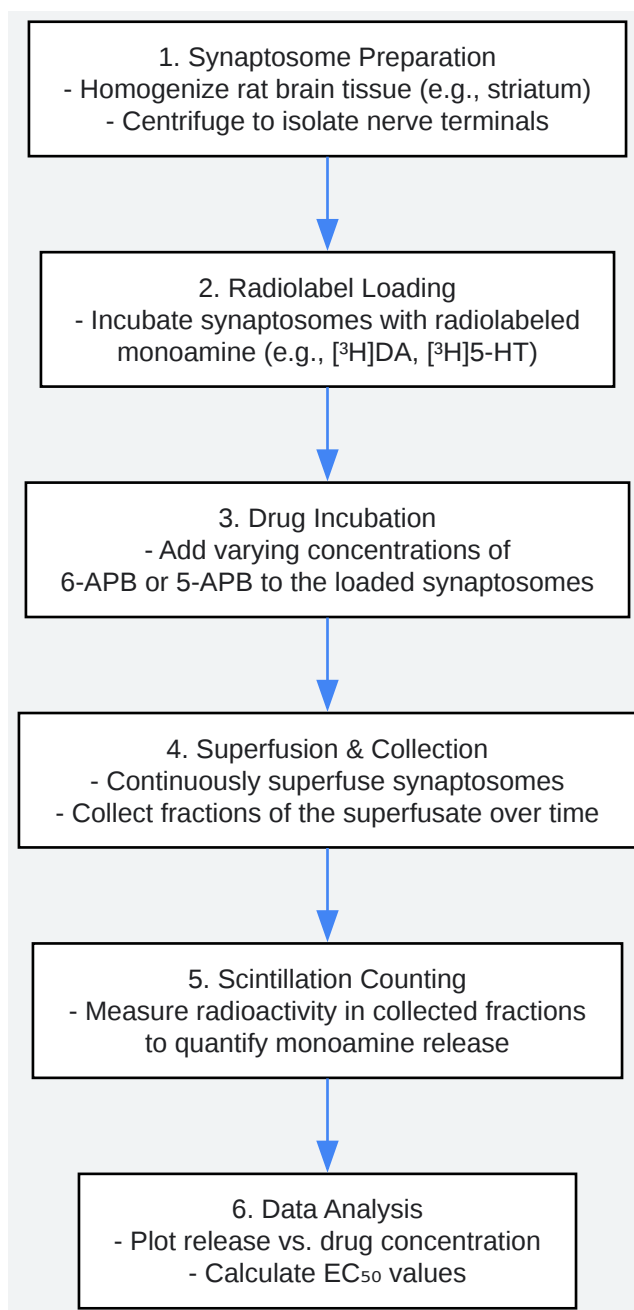 1. Synaptosome Preparation
- Homogenize rat brain tissue (e.g., striatum)
- Centrifuge to isolate nerve terminals
2. Radiolabel Loading
- Incubate synaptosomes with radiolabeled
monoamine (e.g., [³H]DA, [³H]5-HT)
3. Drug Incubation
- Add varying concentrations of
6-APB or 5-APB to the loaded synaptosomes
4. Superfusion & Collection
- Continuously superfuse synaptosomes
- Collect fractions of the superfusate over time
5. Scintillation Counting
- Measure radioactivity in collected fractions
to quantify monoamine release
6. Data Analysis
- Plot release vs. drug concentration
- Calculate EC₅₀ values